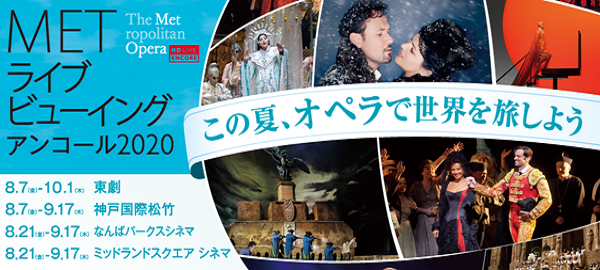 MET
ライブ
ビューイング
アンコール2020
The Met
ropolitan
Opera
HD LIVE
ENCORE
この夏、オペラで世界を旅しよう
8.7(金)-10.1(木) 東劇
8.7(金)-9.17(木) 神戸国際松竹
8.21(金)-9.17(木) なんばパークスシネマ
8.21(金)-9.17(木) ミッドランドスクエア シネマ